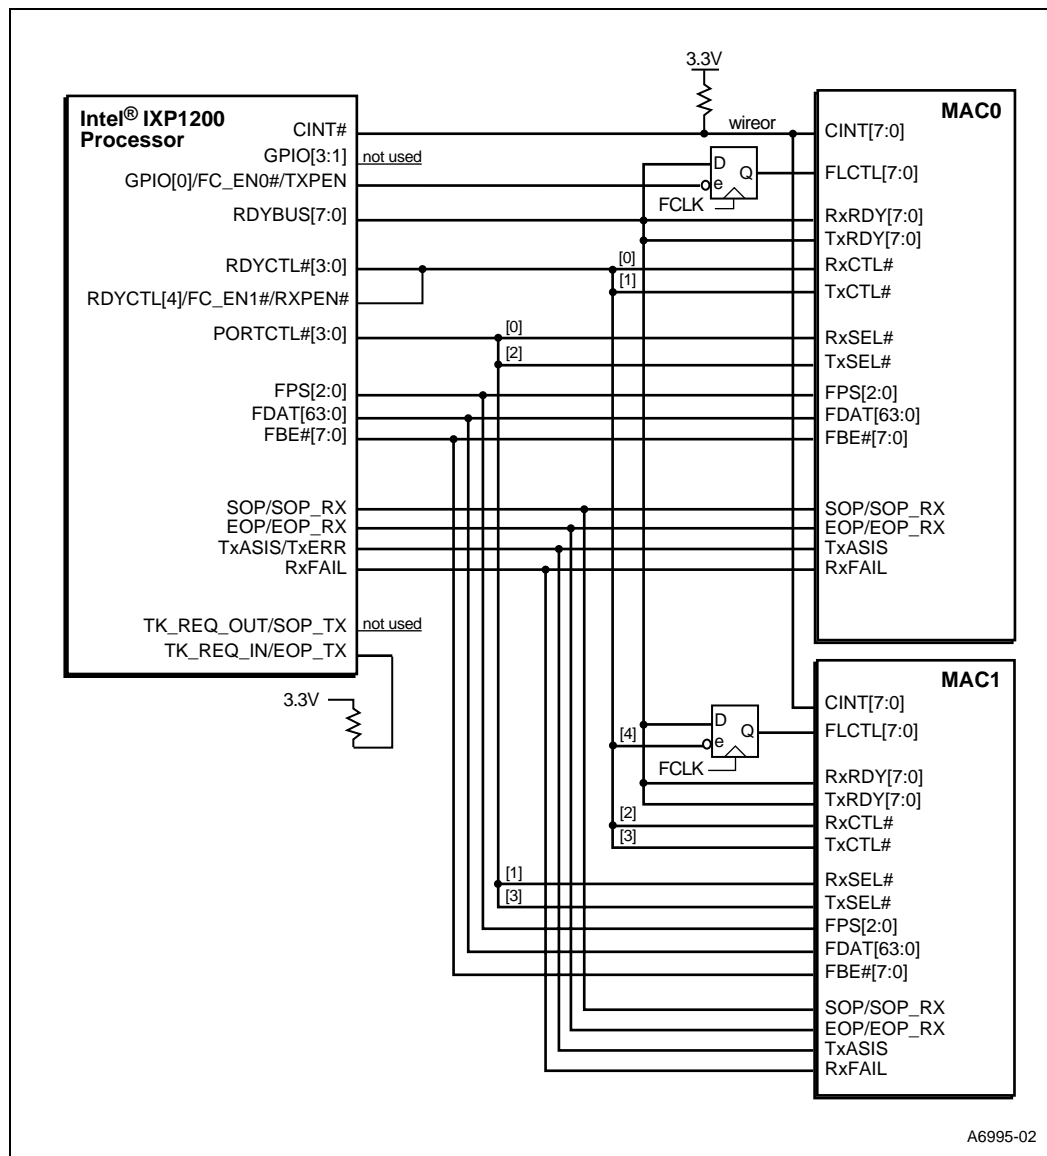 3.3V
Intel® IXP1200
Processor
MAC0
CINT#
wireor
CINT[7:0]
GPIO[3:1]
not used
D
Q
e
FLCTL[7:0]
GPIO[0]/FC_EN0#/TXPEN
FCLK
RDYBUS[7:0]
RxRDY[7:0]
TxRDY[7:0]
RDYCTL#[3:0]
[0]
RxCTL#
[1]
TxCTL#
RDYCTL[4]/FC_EN1#/RXPEN#
PORTCTL#[3:0]
[0]
RxSEL#
[2]
TxSEL#
FPS[2:0]
FPS[2:0]
FDAT[63:0]
FDAT[63:0]
FBE#[7:0]
FBE#[7:0]
SOP/SOP_RX
SOP/SOP_RX
EOP/EOP_RX
EOP/EOP_RX
TxASIS/TxERR
TxASIS
RxFAIL
RxFAIL
TK_REQ_OUT/SOP_TX
not used
TK_REQ_IN/EOP_TX
3.3V
MAC1
CINT[7:0]
D
Q
[4]
e
FLCTL[7:0]
FCLK
RxRDY[7:0]
TxRDY[7:0]
[2]
RxCTL#
[3]
TxCTL#
[1]
RxSEL#
[3]
TxSEL#
FPS[2:0]
FDAT[63:0]
FBE#[7:0]
SOP/SOP_RX
EOP/EOP_RX
TxASIS
RxFAIL
A6995-02